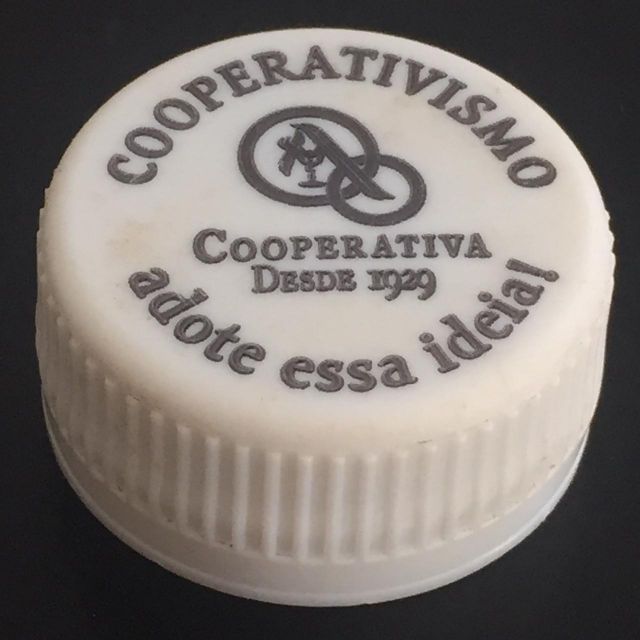 COOPERATIVISMO
COOPERATIVA
DESDE 1929
adote essa ideia!